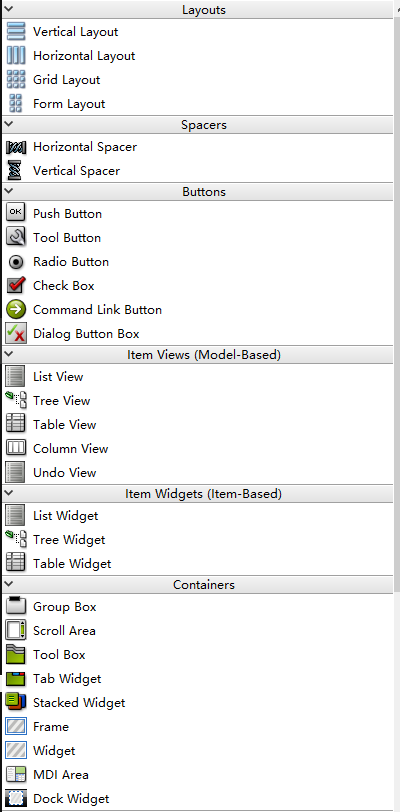 Layouts
Vertical Layout
Horizontal Layout
Grid Layout
Form Layout
Spacers
Horizontal Spacer
Vertical Spacer
Buttons
OK Push Button
Tool Button
Radio Button
Check Box
Command Link Button
Dialog Button Box
Item Views (Model-Based)
List View
Tree View
Table View
Column View
Undo View
Item Widgets (Item-Based)
List Widget
Tree Widget
Table Widget
Containers
Group Box
Scroll Area
Tool Box
Tab Widget
Stacked Widget
Frame
Widget
MDI Area
Dock Widget